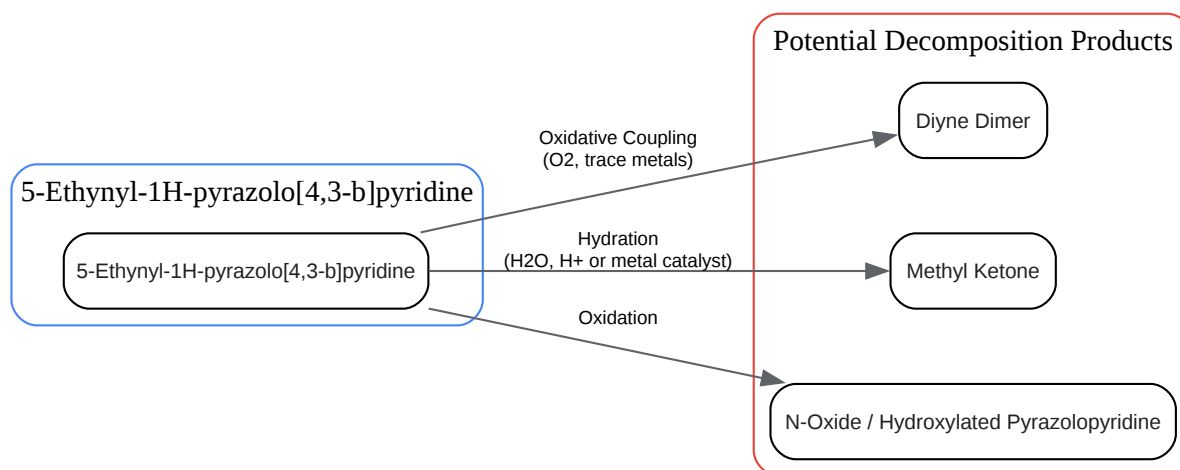 Potential Decomposition Products
Diyne Dimer
Oxidative Coupling
(O2, trace metals)
5-Ethynyl-1H-pyrazolo[4,3-b]pyridine
5-Ethynyl-1H-pyrazolo[4,3-b]pyridine
Hydration
(H2O, H+ or metal catalyst)
Methyl Ketone
Oxidation
N-Oxide / Hydroxylated Pyrazolopyridine